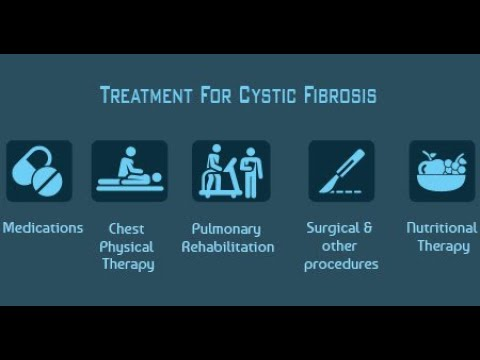 Treatment For Cystic Fibrosis
Medications
Chest
Physical
Therapy
Pulmonary
Rehabilitation
Surgical &
other
procedures
Nutritional
Therapy